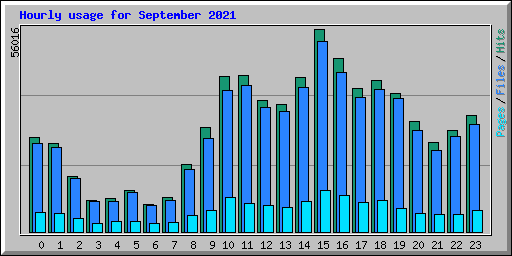 Hourly usage for September 2021
56016
Pages/Files/Hits
0 1 2 3 4 5 6 7 8 9 10 11 12 13 14 15 16 17 18 19 20 21 22 23